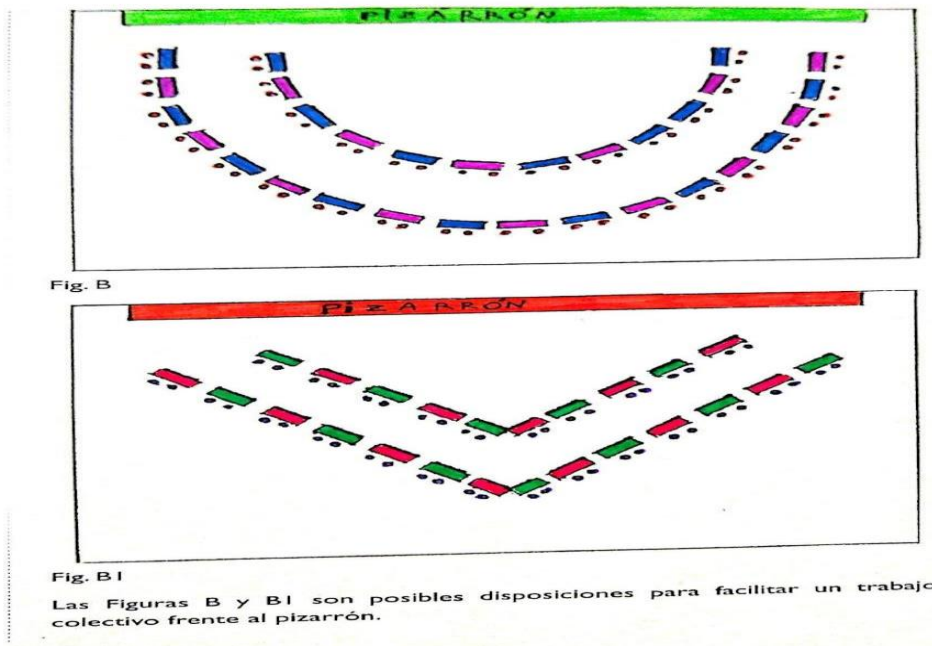 PIZARRÓN
Fig. B
PiZARRÓN
Fig. B1
Las Figuras B y B1 son posibles disposiciones para facilitar un trabajo
colectivo frente al pizarrón.